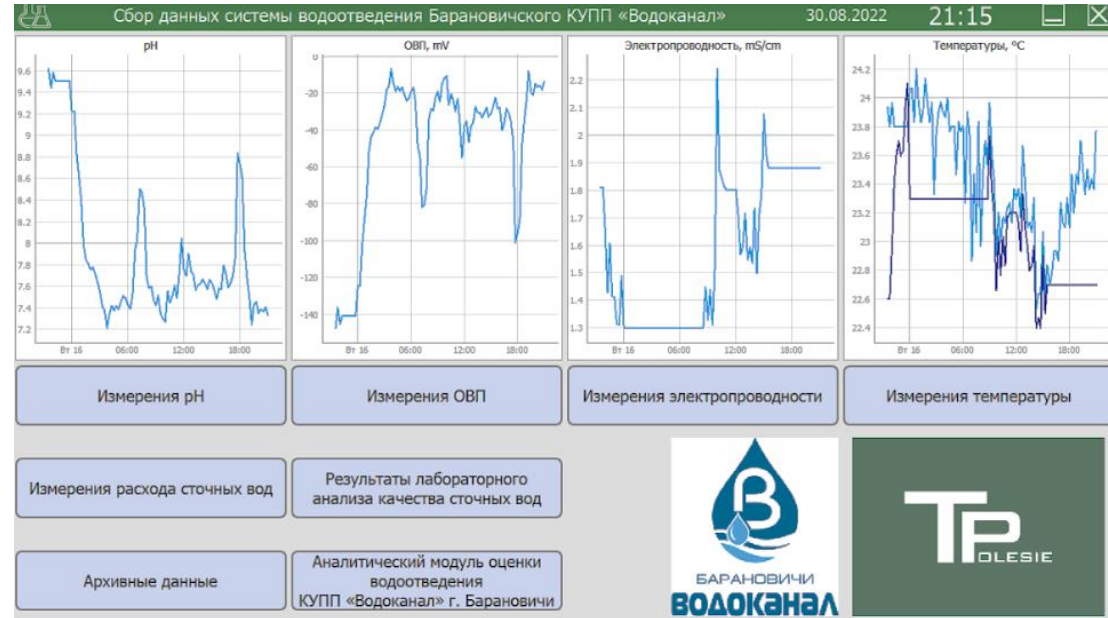 Сбор данных системы водоотведения Барановичского КУПП «Водоканал» 30.08.2022 21:15
pH
9.6
9.4
9.2
9
8.8
8.6
8.4
8.2
8
7.8
7.6
7.4
7.2
Вт 16 06:00 12:00 18:00
ОВП, mV
0
-20
-40
-60
-80
-100
-120
-140
Вт 16 06:00 12:00 18:00
Электропроводность, mS/cm
2.2
2.1
2
1.9
1.8
1.7
1.6
1.5
1.4
1.3
Вт 16 06:00 12:00 18:00
Температуры, °C
24.2
24
23.8
23.6
23.4
23.2
23
22.8
22.6
22.4
Вт 16 06:00 12:00 18:00
Измерения pH
Измерения ОВП
Измерения электропроводности
Измерения температуры
Измерения расхода сточных вод
Результаты лабораторного
анализа качества сточных вод
Архивные данные
Аналитический модуль оценки
водоотведения
КУПП «Водоканал» г. Барановичи
В
БАРАНОВИЧИ
ВОДОКАНАЛ
TP
OLESIE